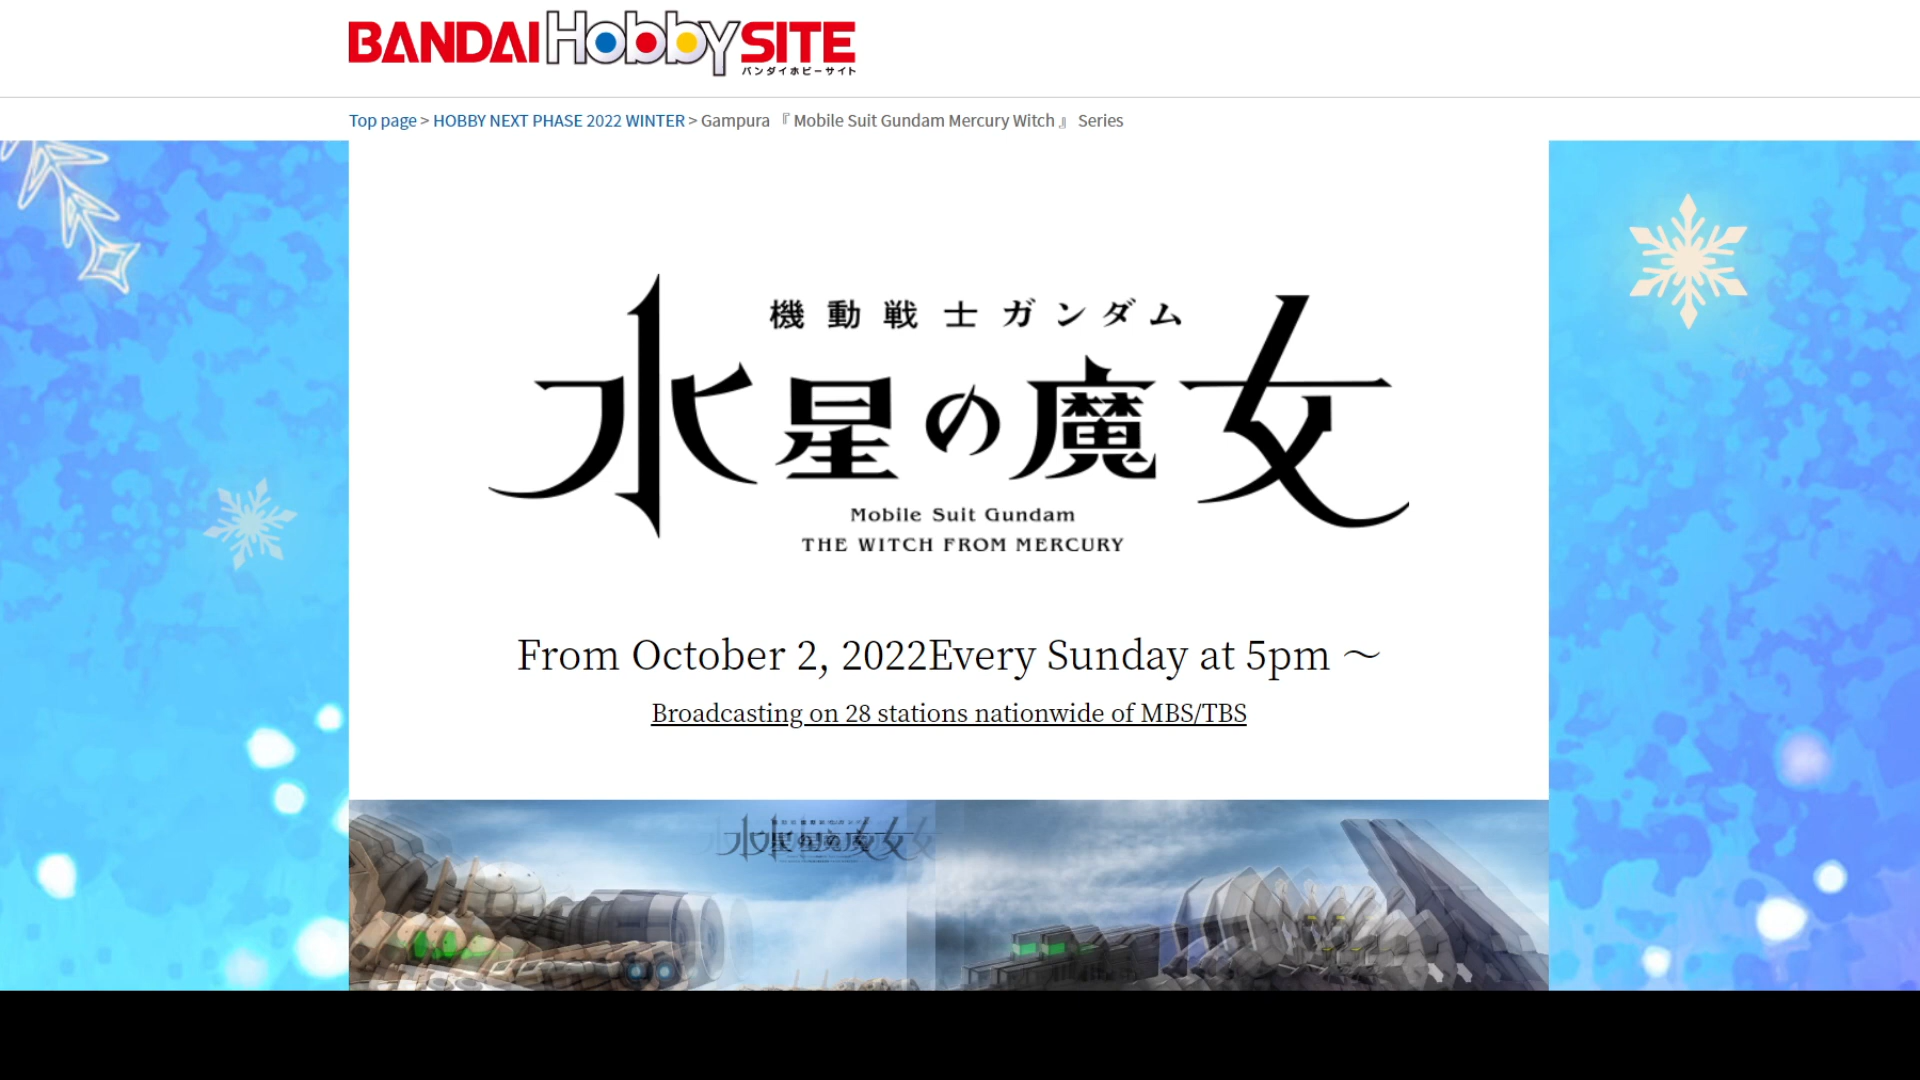 BANDAI HobbySITE
バンダイホビーサイト
Top page > HOBBY NEXT PHASE 2022 WINTER > Gampura 『 Mobile Suit Gundam Mercury Witch 』 Series
機動戦士ガンダム
水星の魔女
Mobile Suit Gundam
THE WITCH FROM MERCURY
From October 2, 2022Every Sunday at 5pm ～
Broadcasting on 28 stations nationwide of MBS/TBS